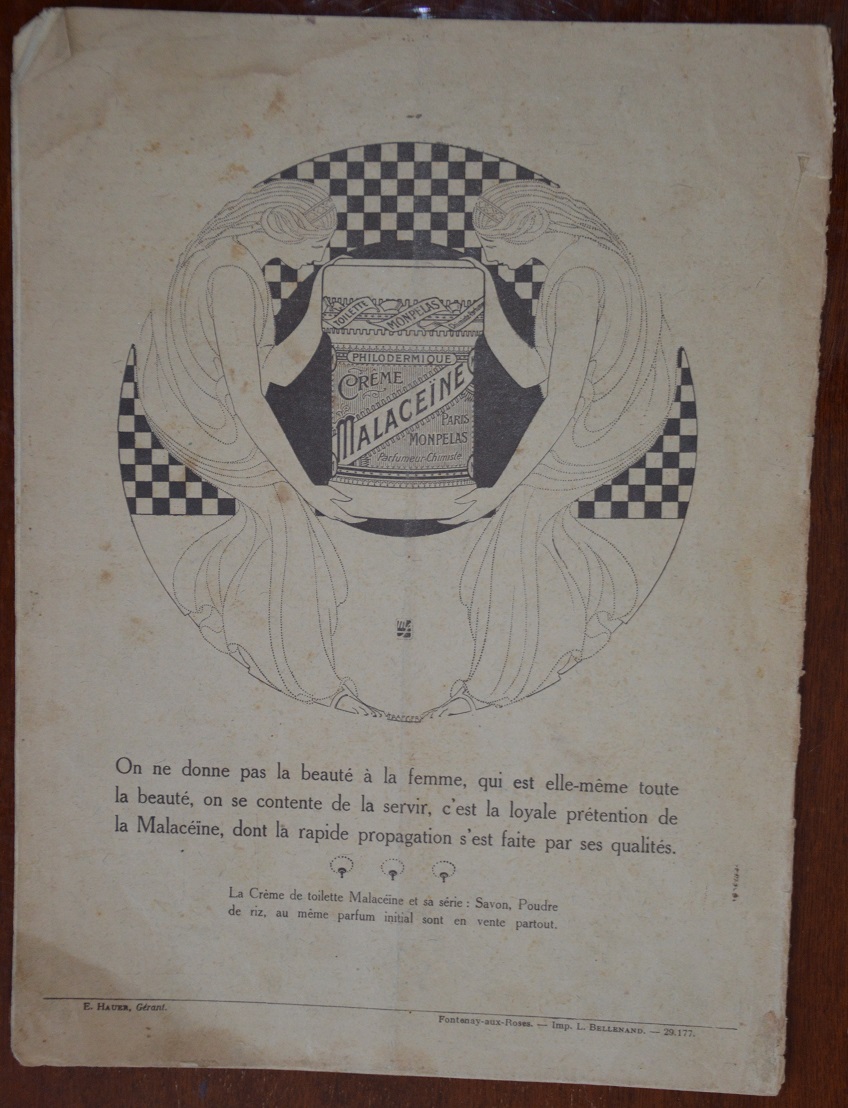 TOILETTE MONPELAS
PHILODERMIQUE
CRÈME
MALACEÏNE
PARIS
MONPELAS
Parfumeur-Chimiste
On ne donne pas la beauté à la femme, qui est elle-même toute
la beauté, on se contente de la servir, c'est la loyale prétention de
la Malacéïne, dont la rapide propagation s'est faite par ses qualités.
La Crème de toilette Malacéïne et sa série : Savon, Poudre
de riz, au même parfum initial sont en vente partout.
E. HAUER, Gérant.
Fontenay-aux-Roses. — Imp. L. BELLENAND. — 29.177.